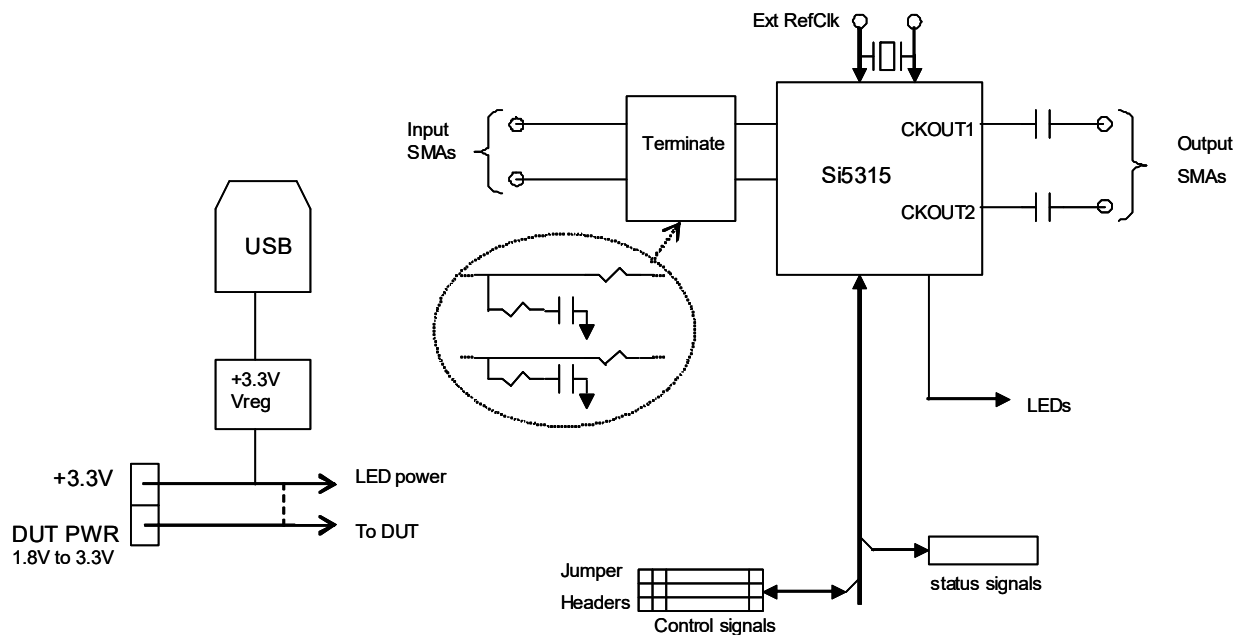 Ext RefClk
Input
SMAs
Terminate
CKOUT1
Si5315
CKOUT2
Output
SMAs
USB
+3.3V
Vreg
LEDs
+3.3V
LED power
DUT PWR
1.8V to 3.3V
To DUT
Jumper
Headers
Control signals
status signals